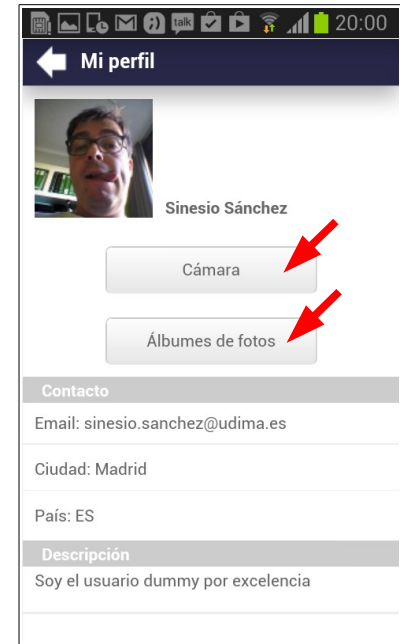 talk 20:00
Mi perfil
Sinesio Sánchez
Cámara
Álbumes de fotos
Contacto
Email: sinesio.sanchez@udima.es
Ciudad: Madrid
País: ES
Descripción
Soy el usuario dummy por excelencia